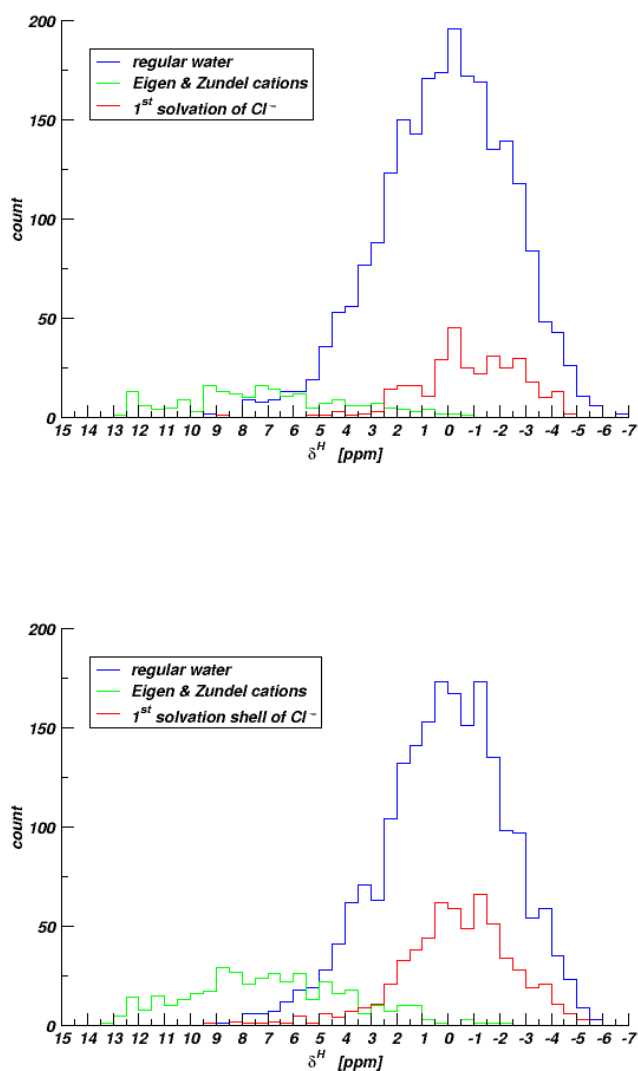 200
regular water
Eigen & Zundel cations
1st solvation of Cl−
150
count
100
50
0
15 14 13 12 11 10 9 8 7 6 5 4 3 2 1 0 -1 -2 -3 -4 -5 -6 -7
δH [ppm]
200
regular water
Eigen & Zundel cations
1st solvation shell of Cl−
150
count
100
50
0
15 14 13 12 11 10 9 8 7 6 5 4 3 2 1 0 -1 -2 -3 -4 -5 -6 -7
δH [ppm]